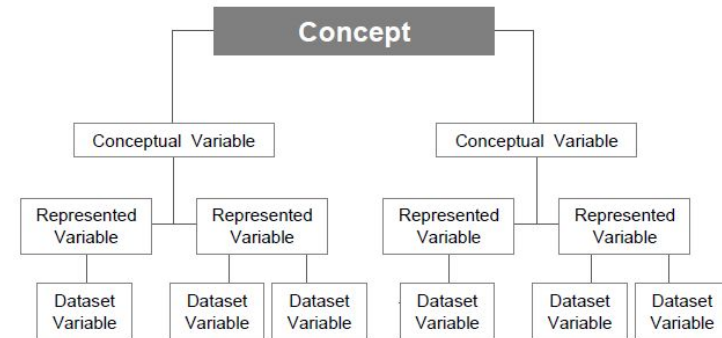 Concept
Conceptual Variable
Conceptual Variable
Represented
Variable
Represented
Variable
Represented
Variable
Represented
Variable
Dataset
Variable
Dataset
Variable
Dataset
Variable
Dataset
Variable
Dataset
Variable
Dataset
Variable